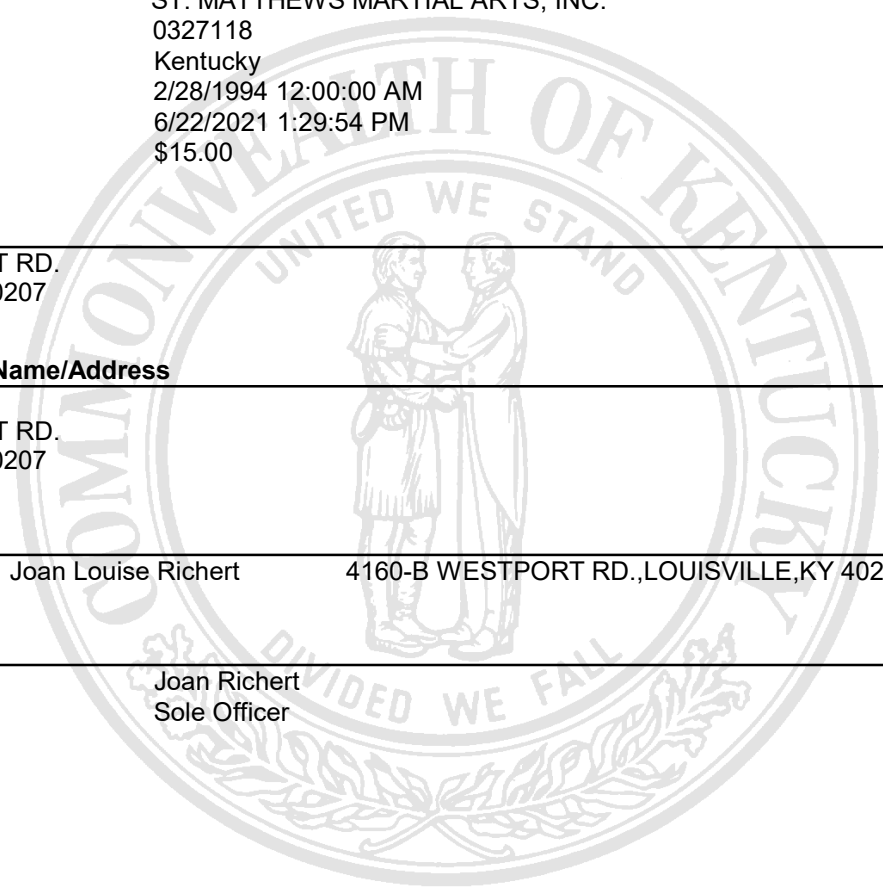 ST. MATTHEWS MARTIAL ARTS, INC.
0327118
Kentucky
2/28/1994 12:00:00 AM
6/22/2021 1:29:54 PM
$15.00
T RD.
0207
Name/Address
T RD.
0207
Joan Louise Richert 4160-B WESTPORT RD.,LOUISVILLE,KY 402
Joan Richert
Sole Officer
COMMONWEALTH OF KENTUCKY
UNITED WE STAND
DIVIDED WE FALL